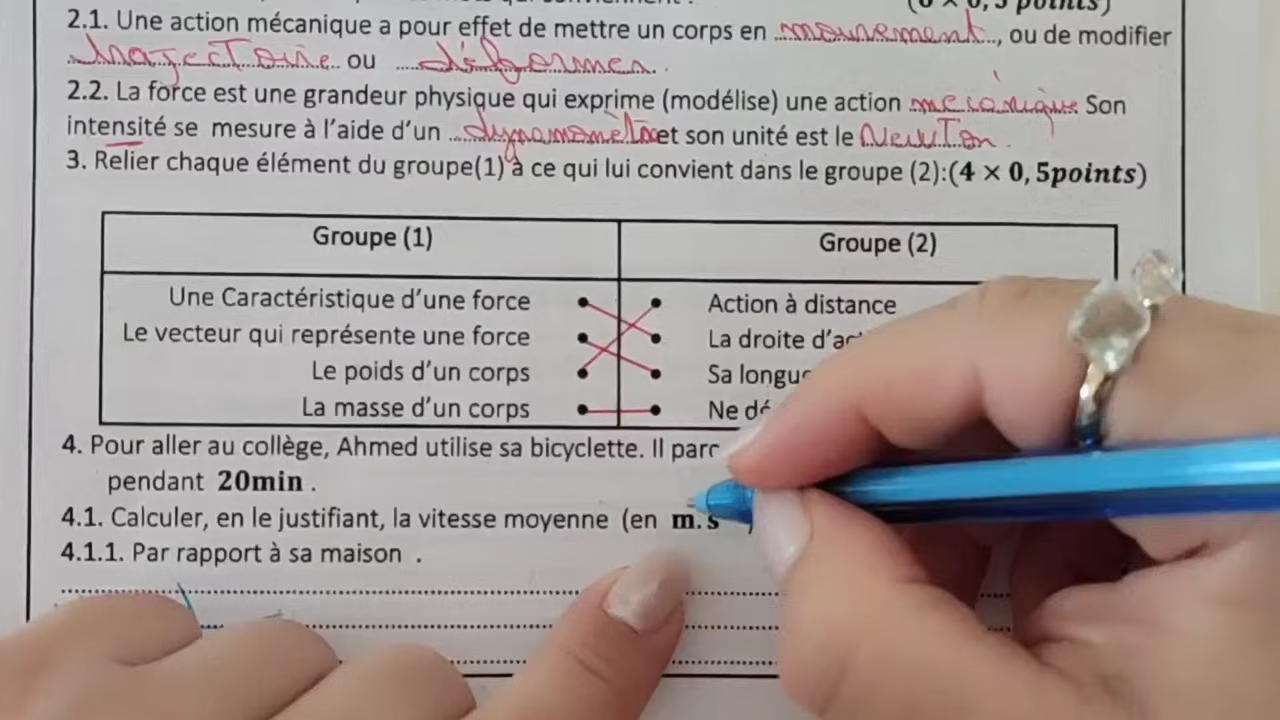 (6 × 0,5 points)
2.1. Une action mécanique a pour effet de mettre un corps en mouvement, ou de modifier
trajectoire ou déformer.
2.2. La force est une grandeur physique qui exprime (modélise) une action mécanique Son
intensité se mesure à l'aide d'un dynamomètre et son unité est le Newton.
3. Relier chaque élément du groupe(1) à ce qui lui convient dans le groupe (2):(4 × 0,5points)
Groupe (1) Groupe (2)
Une Caractéristique d'une force Action à distance
Le vecteur qui représente une force La droite
Le poids d'un corps Sa
La masse d'un corps Ne
4. Pour aller au collège, Ahmed utilise sa bicyclette. Il
pendant 20min .
4.1. Calculer, en le justifiant, la vitesse moyenne (en m.s )
4.1.1. Par rapport à sa maison .